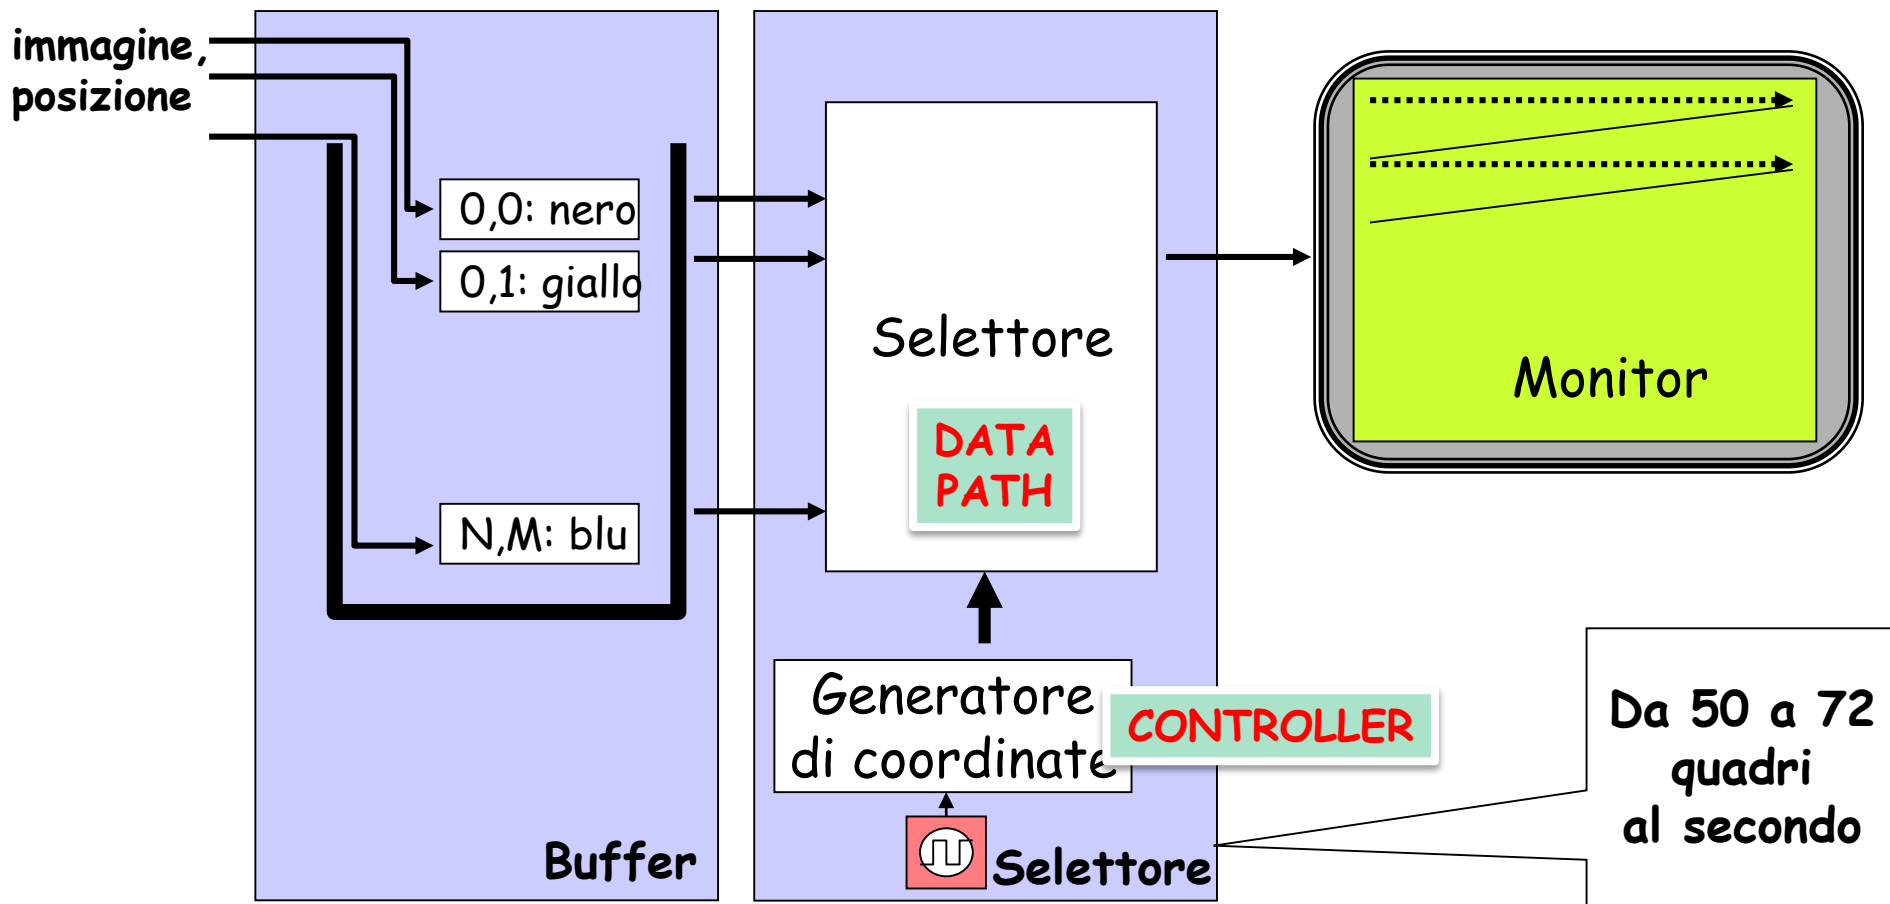 immagine,
posizione
0,0: nero
0,1: giallo
N,M: blu
Buffer
Selettore
DATA
PATH
Generatore
di coordinate
CONTROLLER
Selettore
Monitor
Da 50 a 72
quadri
al secondo